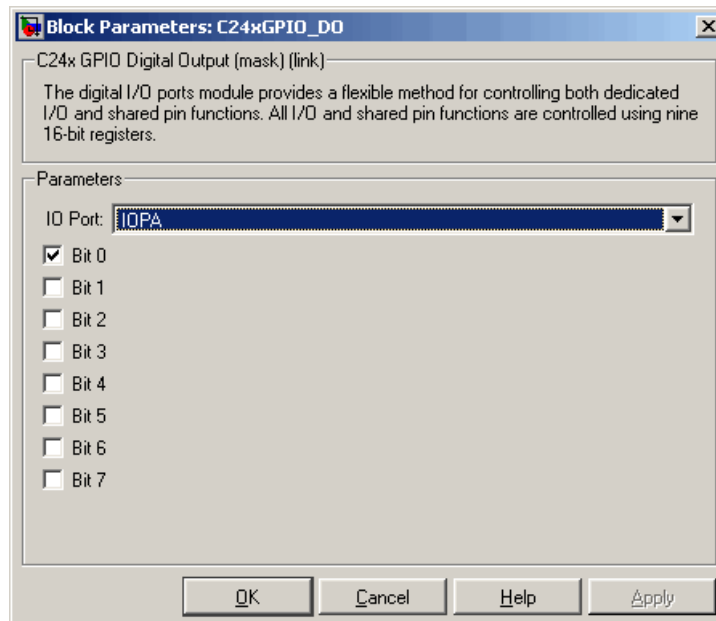 Block Parameters: C24xGPIO_DO
C24x GPIO Digital Output (mask) (link)
The digital I/O ports module provides a flexible method for controlling both dedicated
I/O and shared pin functions. All I/O and shared pin functions are controlled using nine
16-bit registers.
Parameters
IO Port: IOPA
Bit 0
Bit 1
Bit 2
Bit 3
Bit 4
Bit 5
Bit 6
Bit 7
OK Cancel Help Apply